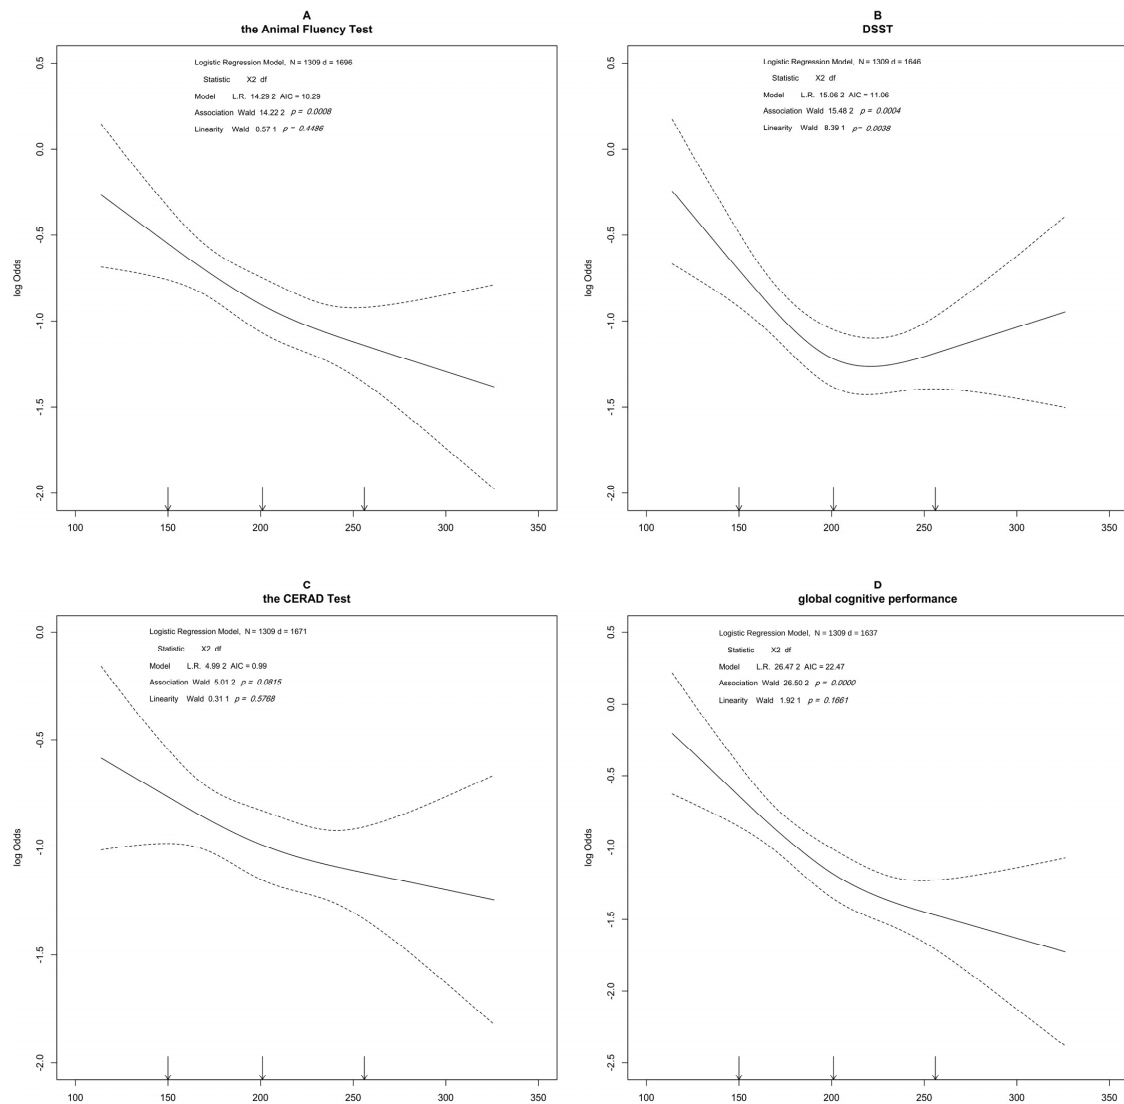 A
the Animal Fluency Test
Logistic Regression Model, N = 1309 d = 1696
Statistic X2 df
Model L.R. 14.29 2 AIC = 10.29
Association Wald 14.22 2 p = 0.0008
Linearity Wald 0.57 1 p = 0.4486
log Odds
0.5
0.0
-0.5
-1.0
-1.5
-2.0
100 150 200 250 300 350
B
DSST
Logistic Regression Model, N = 1309 d = 1646
Statistic X2 df
Model L.R. 15.06 2 AIC = 11.06
Association Wald 15.48 2 p = 0.0004
Linearity Wald 8.39 1 p= 0.0038
log Odds
0.5
0.0
-0.5
-1.0
-1.5
-2.0
100 150 200 250 300 350
C
the CERAD Test
Logistic Regression Model, N = 1309 d = 1671
Statistic X2 df
Model L.R. 4.99 2 AIC = 0.99
Association Wald 5.01 2 p = 0.0815
Linearity Wald 0.31 1 p = 0.5768
log Odds
0.0
-0.5
-1.0
-1.5
-2.0
100 150 200 250 300 350
D
global cognitive performance
Logistic Regression Model, N = 1309 d = 1637
Statistic X2 df
Model L.R. 26.47 2 AIC = 22.47
Association Wald 26.50 2 p = 0.0000
Linearity Wald 1.92 1 p = 0.1661
log Odds
0.5
0.0
-0.5
-1.0
-1.5
-2.0
-2.5
100 150 200 250 300 350